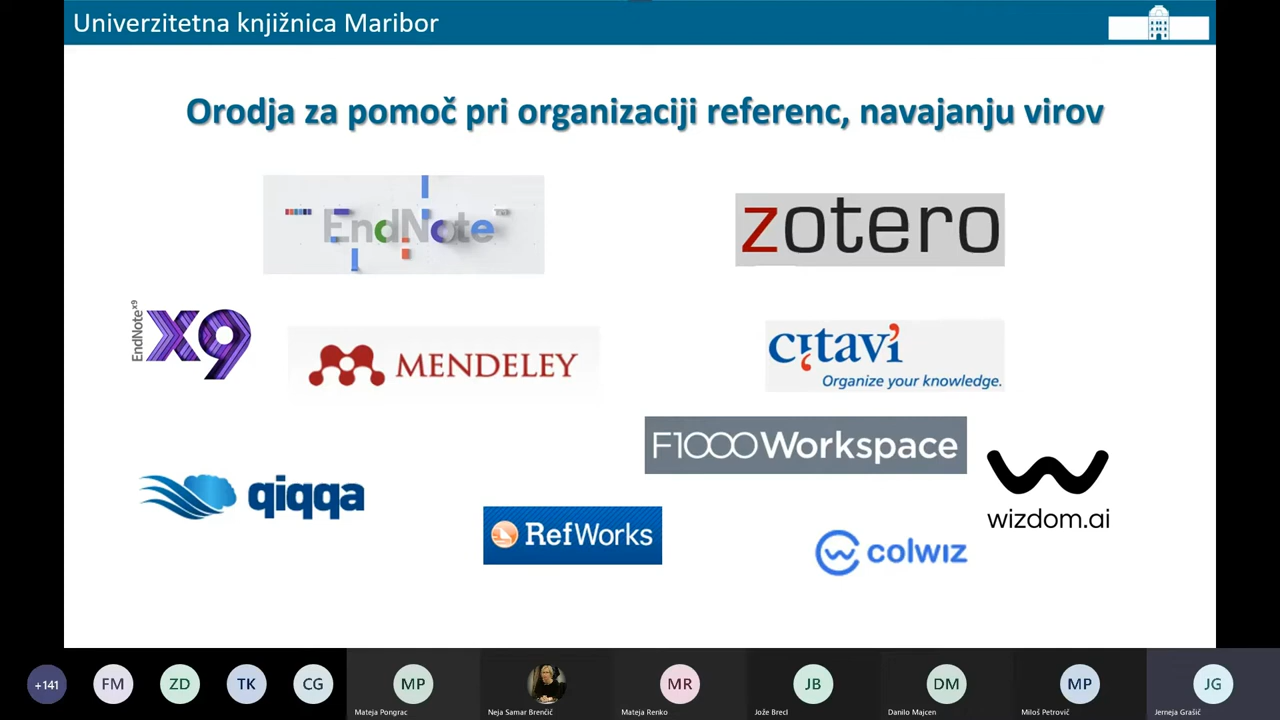 Univerzitetna knjižnica Maribor
Orodja za pomoč pri organizaciji referenc, navajanju virov
EndNote
zotero
EndNote x9
X9
MENDELEY
citavi
Organize your knowledge.
F1000Workspace
wizdom.ai
qiqqa
RefWorks
colwiz
+141
FM
ZD
TK
CG
MP
MR
JB
DM
MP
JG
Mateja Pongrac
Neja Samar Brenčič
Mateja Renko
Jože Brecl
Danilo Majcen
Miloš Petrovič
Jerneja Grašič